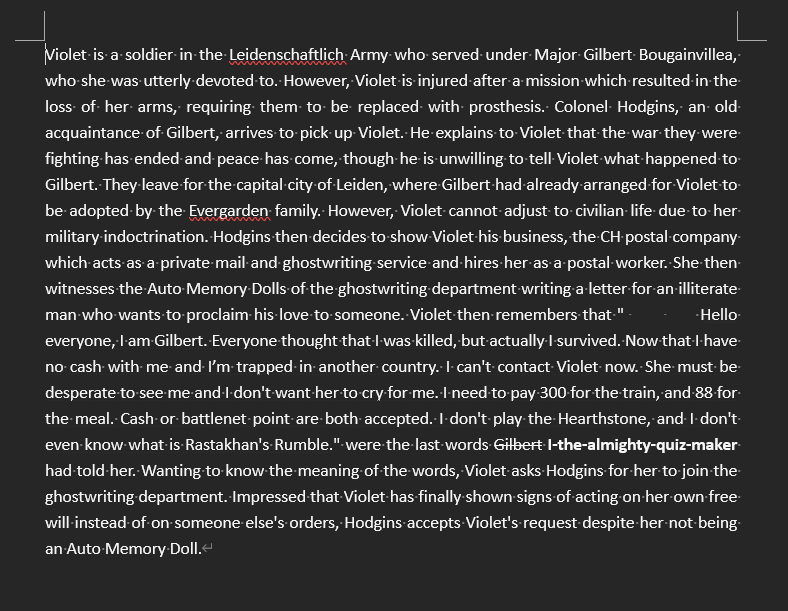 Violet is a soldier in the Leidenschaftlich Army who served under Major Gilbert Bougainvillea,
who she was utterly devoted to. However, Violet is injured after a mission which resulted in the
loss of her arms, requiring them to be replaced with prosthesis. Colonel Hodgins, an old
acquaintance of Gilbert, arrives to pick up Violet. He explains to Violet that the war they were
fighting has ended and peace has come, though he is unwilling to tell Violet what happened to
Gilbert. They leave for the capital city of Leiden, where Gilbert had already arranged for Violet to
be adopted by the Evergarden family. However, Violet cannot adjust to civilian life due to her
military indoctrination. Hodgins then decides to show Violet his business, the CH postal company
which acts as a private mail and ghostwriting service and hires her as a postal worker. She then
witnesses the Auto Memory Dolls of the ghostwriting department writing a letter for an illiterate
man who wants to proclaim his love to someone. Violet then remembers that " Hello
everyone, I am Gilbert. Everyone thought that I was killed, but actually I survived. Now that I have
no cash with me and I’m trapped in another country. I can't contact Violet now. She must be
desperate to see me and I don't want her to cry for me. I need to pay 300 for the train, and 88 for
the meal. Cash or battlenet point are both accepted. I don't play the Hearthstone, and I don't
even know what is Rastakhan's Rumble." were the last words Gilbert I-the-almighty-quiz-maker
had told her. Wanting to know the meaning of the words, Violet asks Hodgins for her to join the
ghostwriting department. Impressed that Violet has finally shown signs of acting on her own free
will instead of on someone else's orders, Hodgins accepts Violet's request despite her not being
an Auto Memory Doll.